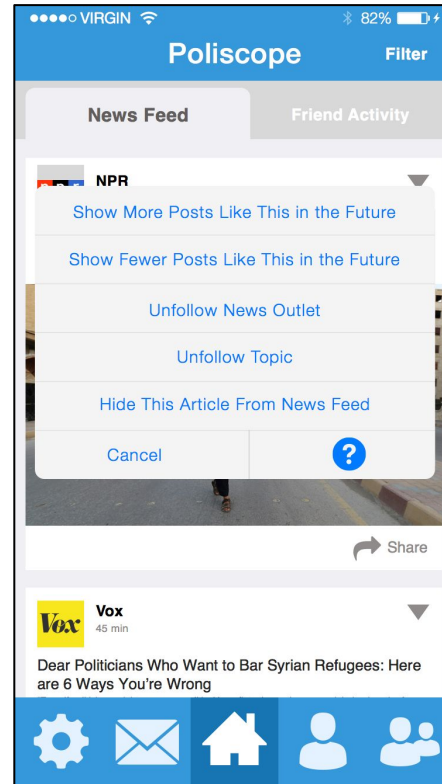 VIRGIN 82%
Poliscope Filter
News Feed Friend Activity
NPR
Show More Posts Like This in the Future
Show Fewer Posts Like This in the Future
Unfollow News Outlet
Unfollow Topic
Hide This Article From News Feed
Cancel ?
Share
Vox Vox
45 min
Dear Politicians Who Want to Bar Syrian Refugees: Here
are 6 Ways You're Wrong